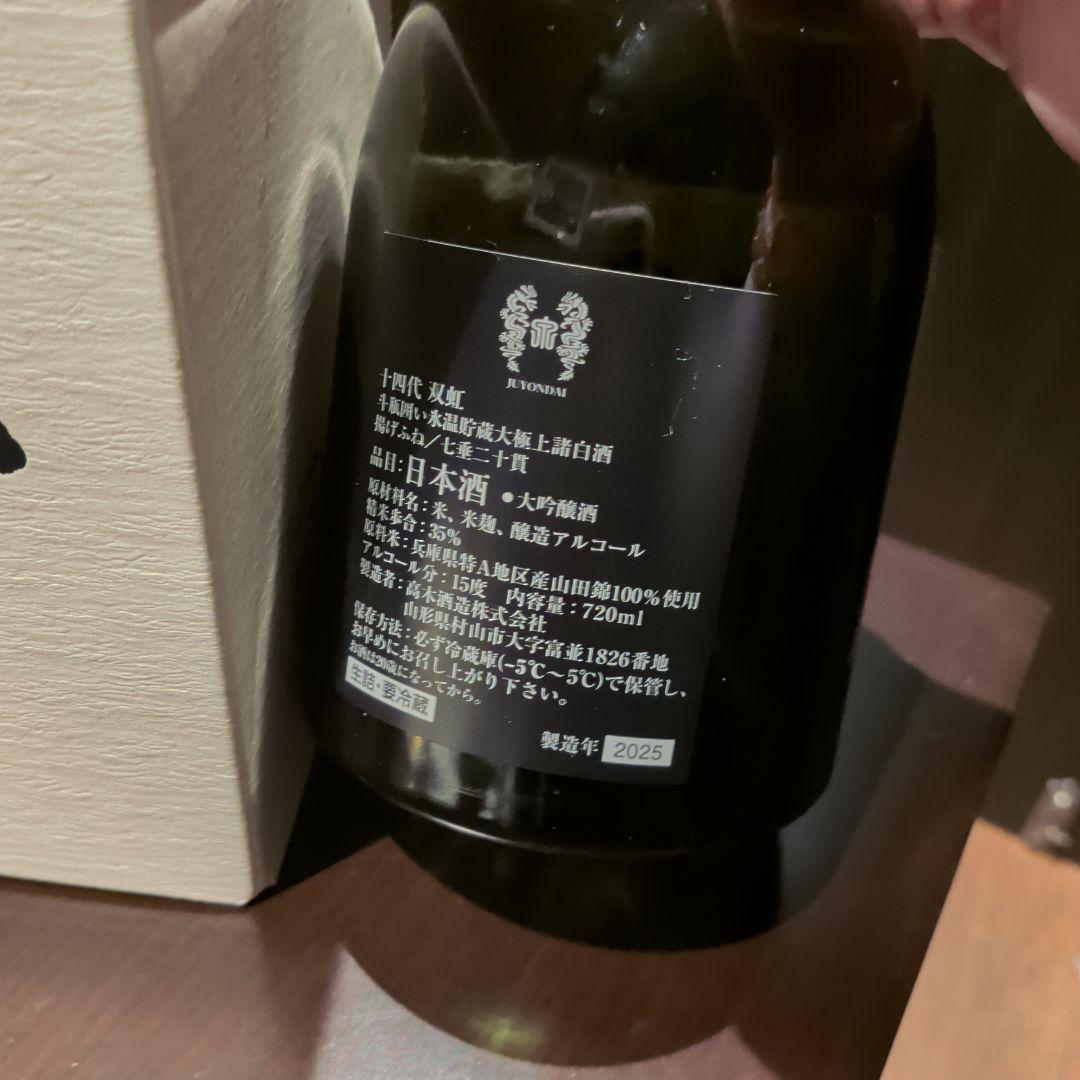 JUYONDAI
十四代 双虹
斗瓶囲い氷温貯蔵大極上諸白酒
揚げふね/七垂二十貫
品目:日本酒 ●大吟醸酒
原材料名:米、米麹、醸造アルコール
精米歩合:35%
原料米:兵庫県特A地区産山田錦100%使用
アルコール分:15度 内容量:720ml
製造者:高木酒造株式会社
山形県村山市大字富並1826番地
保存方法:必ず冷蔵庫(-5℃〜5℃)で保管し、
お早めにお召し上がり下さい。
お酒は20歳になってから。
生詰・要冷蔵
製造年 2025